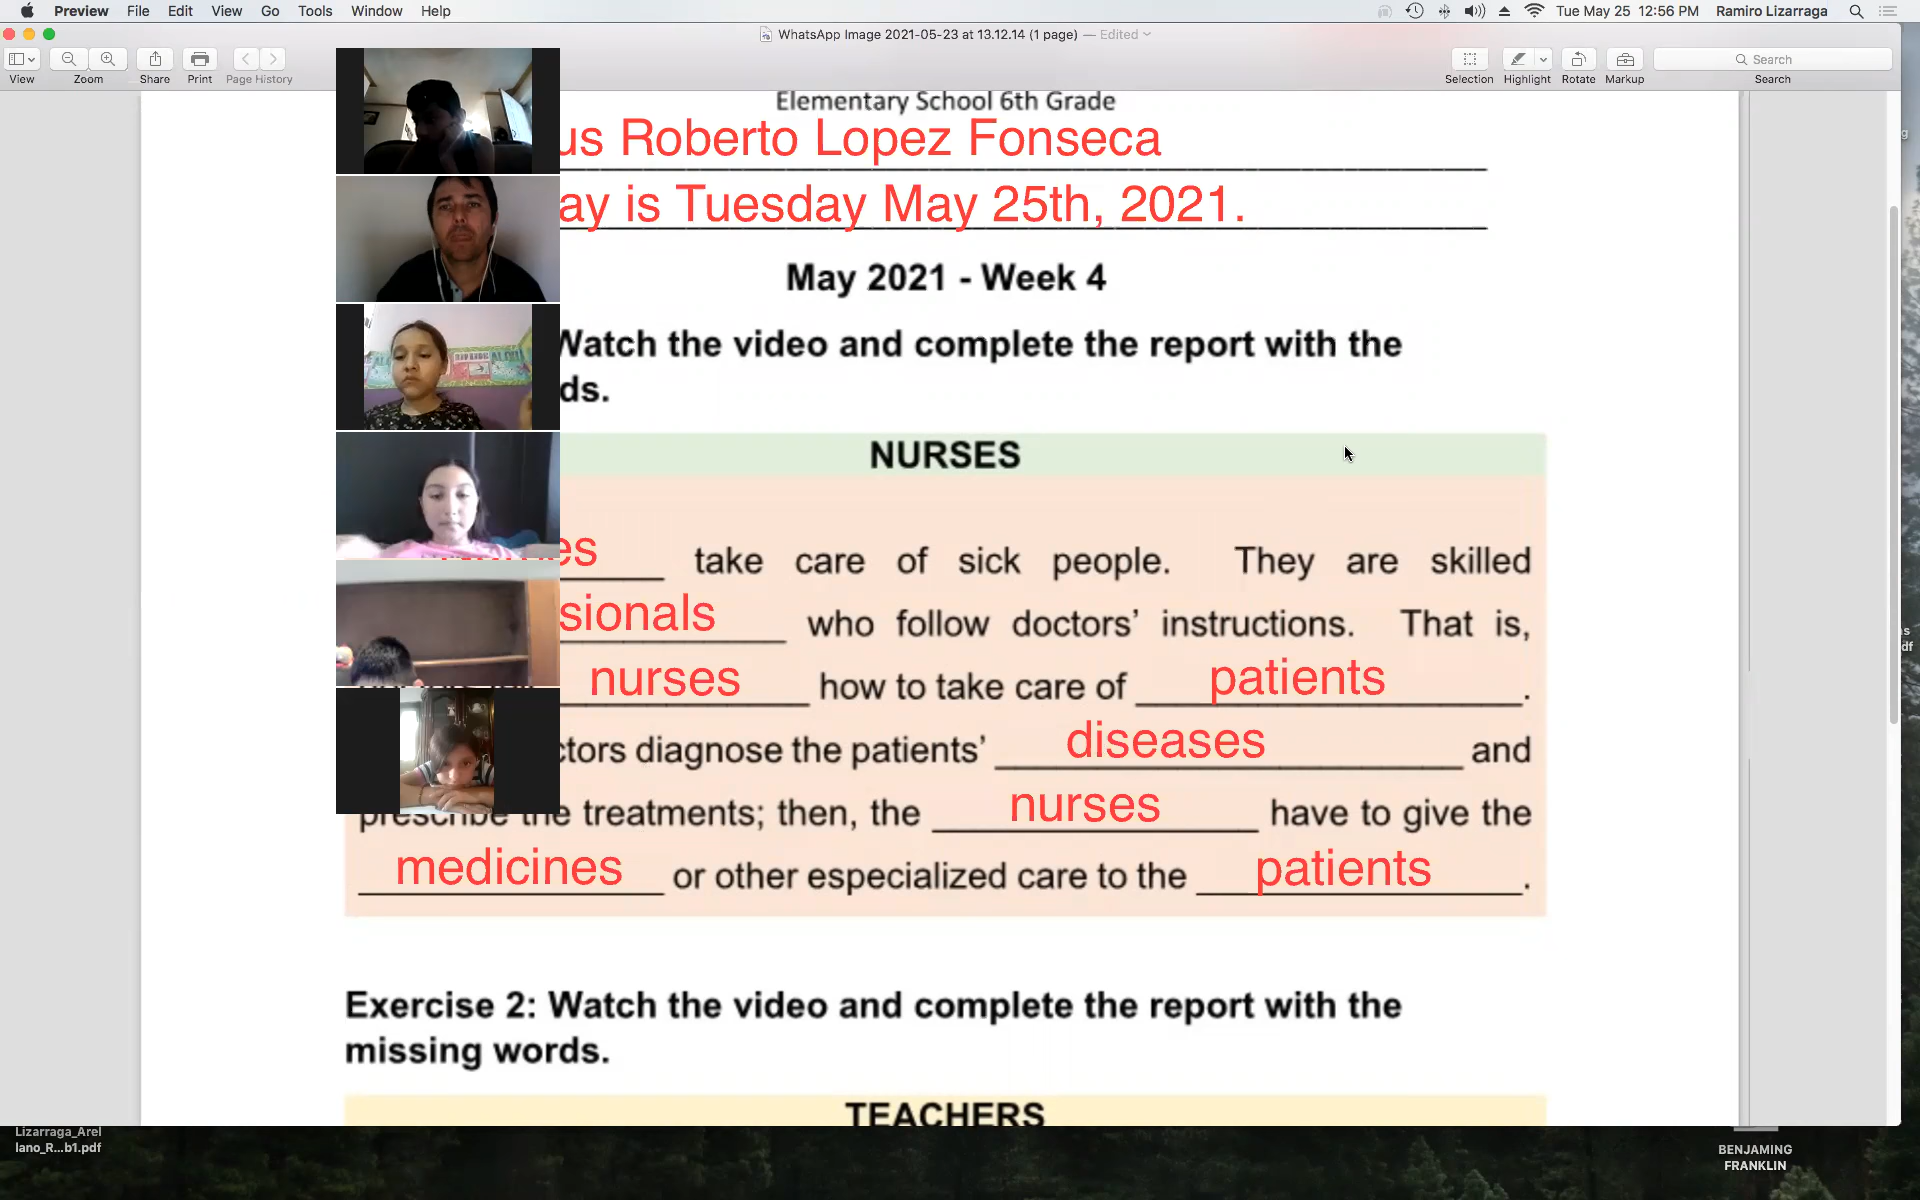 Preview File Edit View Go Tools Window Help Tue May 25 12:56 PM Ramiro Lizarraga
WhatsApp Image 2021-05-23 at 13.12.14 (1 page) — Edited
View Zoom Share Print Page History Selection Highlight Rotate Markup Search
Search
Elementary School 6th Grade
us Roberto Lopez Fonseca
ay is Tuesday May 25th, 2021.
May 2021 - Week 4
Watch the video and complete the report with the
ds.
NURSES
es take care of sick people. They are skilled
sionals who follow doctors’ instructions. That is,
nurses how to take care of patients.
ctors diagnose the patients’ diseases and
prescribe the treatments; then, the nurses have to give the
medicines or other especialized care to the patients.
Exercise 2: Watch the video and complete the report with the
missing words.
TEACHERS
Lizarraga_Arel
lano_R...b1.pdf
BENJAMING
FRANKLIN